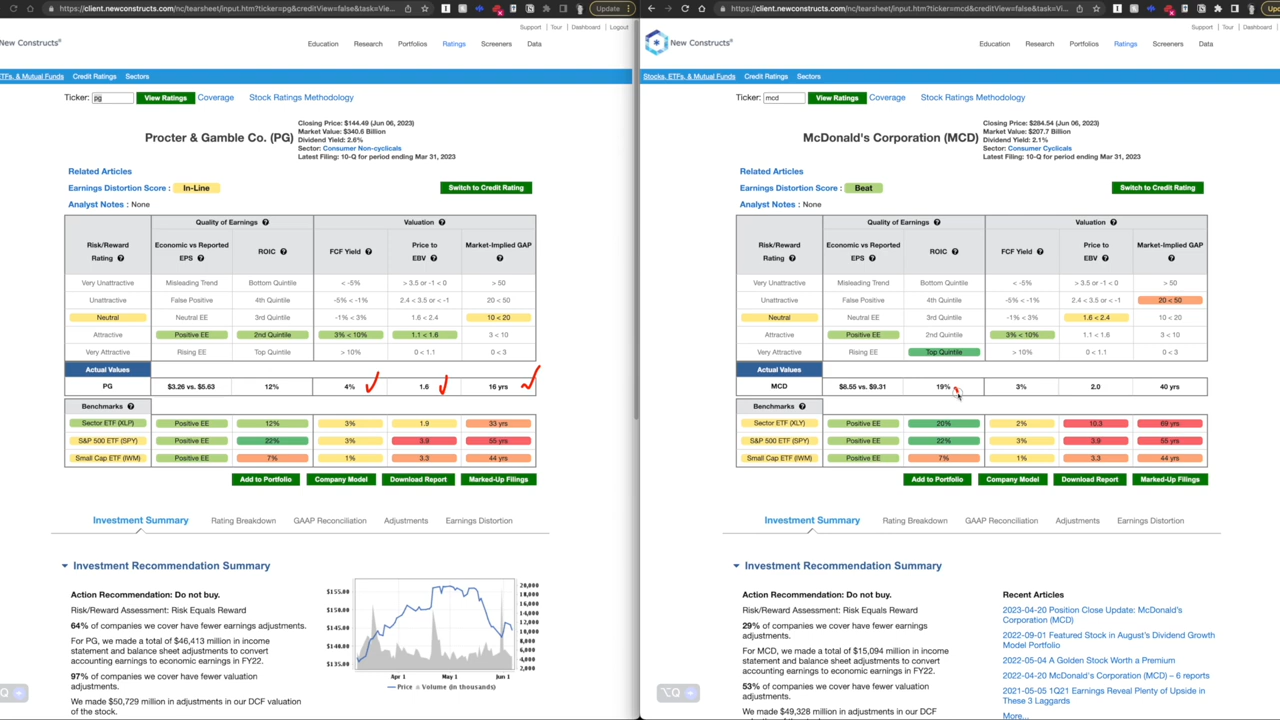 https://client.newconstructs.com/nc/tearsheet/input.htm?ticker=pg&creditView=false&task=Vie...
Update
Support Tour Dashboard Logout
New Constructs®
Education Research Portfolios Ratings Screeners Data
ETFs, & Mutual Funds Credit Ratings Sectors
Ticker: pg View Ratings Coverage Stock Ratings Methodology
Procter & Gamble Co. (PG)
Closing Price: $144.49 (Jun 06, 2023)
Market Value: $340.6 Billion
Dividend Yield: 2.6%
Sector: Consumer Non-cyclicals
Latest Filing: 10-Q for period ending Mar 31, 2023
Related Articles
Earnings Distortion Score : In-Line
Switch to Credit Rating
Analyst Notes : None
Quality of Earnings ? Valuation ?
Risk/Reward Rating ? Economic vs Reported EPS ? ROIC ? FCF Yield ? Price to EBV ? Market-Implied GAP ?
Very Unattractive Misleading Trend Bottom Quintile < -5% > 3.5 or -1 < 0 > 50
Unattractive False Positive 4th Quintile -5% < -1% 2.4 < 3.5 or < -1 20 < 50
Neutral Neutral EE 3rd Quintile -1% < 3% 1.6 < 2.4 10 < 20
Attractive Positive EE 2nd Quintile 3% < 10% 1.1 < 1.6 3 < 10
Very Attractive Rising EE Top Quintile > 10% 0 < 1.1 0 < 3
Actual Values
PG $3.26 vs. $5.63 12% 4% 1.6 16 yrs
Benchmarks ?
Sector ETF (XLP) Positive EE 12% 3% 1.9 33 yrs
S&P 500 ETF (SPY) Positive EE 22% 3% 3.9 55 yrs
Small Cap ETF (IWM) Positive EE 7% 1% 3.3 44 yrs
Add to Portfolio Company Model Download Report Marked-Up Filings
Investment Summary Rating Breakdown GAAP Reconciliation Adjustments Earnings Distortion
Investment Recommendation Summary
Action Recommendation: Do not buy.
Risk/Reward Assessment: Risk Equals Reward
64% of companies we cover have fewer earnings adjustments.
For PG, we made a total of $46,413 million in income
statement and balance sheet adjustments to convert
accounting earnings to economic earnings in FY22.
97% of companies we cover have fewer valuation
adjustments.
We made $50,729 million in adjustments in our DCF valuation
of the stock.
$155.00
$150.00
$145.00
$140.00
$135.00
20,000
18,000
16,000
14,000
12,000
10,000
8,000
6,000
4,000
2,000
Apr 1 May 1 Jun 1
Price Volume (in thousands)
https://client.newconstructs.com/nc/tearsheet/input.htm?ticker=mcd&creditView=false&task=Vi...
Support Tour Dashboard
New Constructs®
Education Research Portfolios Ratings Screeners Data
Stocks, ETFs, & Mutual Funds Credit Ratings Sectors
Ticker: mcd View Ratings Coverage Stock Ratings Methodology
McDonald's Corporation (MCD)
Closing Price: $284.54 (Jun 06, 2023)
Market Value: $207.7 Billion
Dividend Yield: 2.1%
Sector: Consumer Cyclicals
Latest Filing: 10-Q for period ending Mar 31, 2023
Related Articles
Earnings Distortion Score : Beat
Switch to Credit Rating
Analyst Notes : None
Quality of Earnings ? Valuation ?
Risk/Reward Rating ? Economic vs Reported EPS ? ROIC ? FCF Yield ? Price to EBV ? Market-Implied GAP ?
Very Unattractive Misleading Trend Bottom Quintile < -5% > 3.5 or -1 < 0 > 50
Unattractive False Positive 4th Quintile -5% < -1% 2.4 < 3.5 or < -1 20 < 50
Neutral Neutral EE 3rd Quintile -1% < 3% 1.6 < 2.4 10 < 20
Attractive Positive EE 2nd Quintile 3% < 10% 1.1 < 1.6 3 < 10
Very Attractive Rising EE Top Quintile > 10% 0 < 1.1 0 < 3
Actual Values
MCD $8.55 vs. $9.31 19% 3% 2.0 40 yrs
Benchmarks ?
Sector ETF (XLY) Positive EE 20% 2% 10.3 69 yrs
S&P 500 ETF (SPY) Positive EE 22% 3% 3.9 55 yrs
Small Cap ETF (IWM) Positive EE 7% 1% 3.3 44 yrs
Add to Portfolio Company Model Download Report Marked-Up Filings
Investment Summary Rating Breakdown GAAP Reconciliation Adjustments Earnings Distortion
Investment Recommendation Summary
Action Recommendation: Do not buy.
Risk/Reward Assessment: Risk Equals Reward
29% of companies we cover have fewer earnings
adjustments.
For MCD, we made a total of $15,094 million in income
statement and balance sheet adjustments to convert
accounting earnings to economic earnings in FY22.
53% of companies we cover have fewer valuation
adjustments.
We made $49,328 million in adjustments in our DCF
Recent Articles
2023-04-20 Position Close Update: McDonald's
Corporation (MCD)
2022-09-01 Featured Stock in August's Dividend Growth
Model Portfolio
2022-05-04 A Golden Stock Worth a Premium
2022-04-20 McDonald's Corporation (MCD) – 6 reports
2021-05-05 1Q21 Earnings Reveal Plenty of Upside in
These 3 Laggards
More...